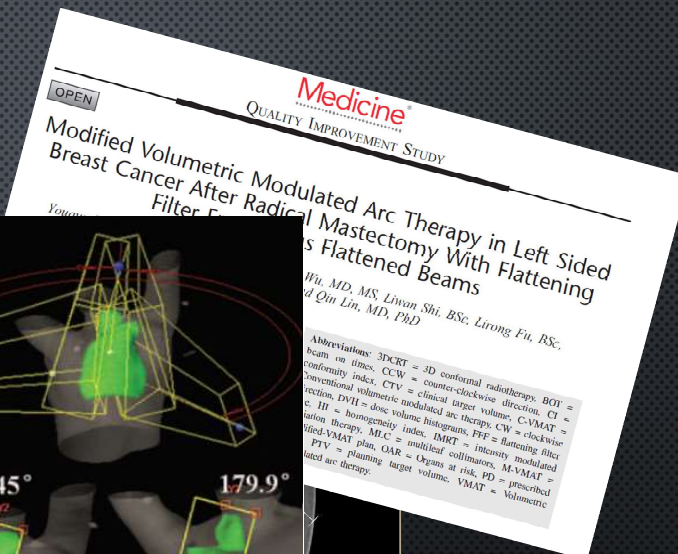 Medicine®
OPEN
QUALITY IMPROVEMENT STUDY
Modified Volumetric Modulated Arc Therapy in Left Sided
Breast Cancer After Radical Mastectomy With Flattening
Filter
Flattened Beams
Wu, MD, MS, Liwan Shi, BSc, Lirong Fu, BSc,
Qin Lin, MD, PhD
Abbreviations: 3DCRT = 3D conformal radiotherapy, BOT =
beam on times, CCW = counter-clockwise direction, CI =
conformity index, CTV = clinical target volume, C-VMAT =
Conventional volumetric modulated arc therapy, CW = clockwise
direction, DVH = dose volume histograms, FFF = flattening filter
HI = homogeneity index, IMRT = intensity modulated
therapy, MLC = multileaf collimators, M-VMAT =
VMAT plan, OAR = Organs at risk, PD = prescribed
PTV = planning target volume, VMAT = Volumetric
arc therapy.
45°
179.9°